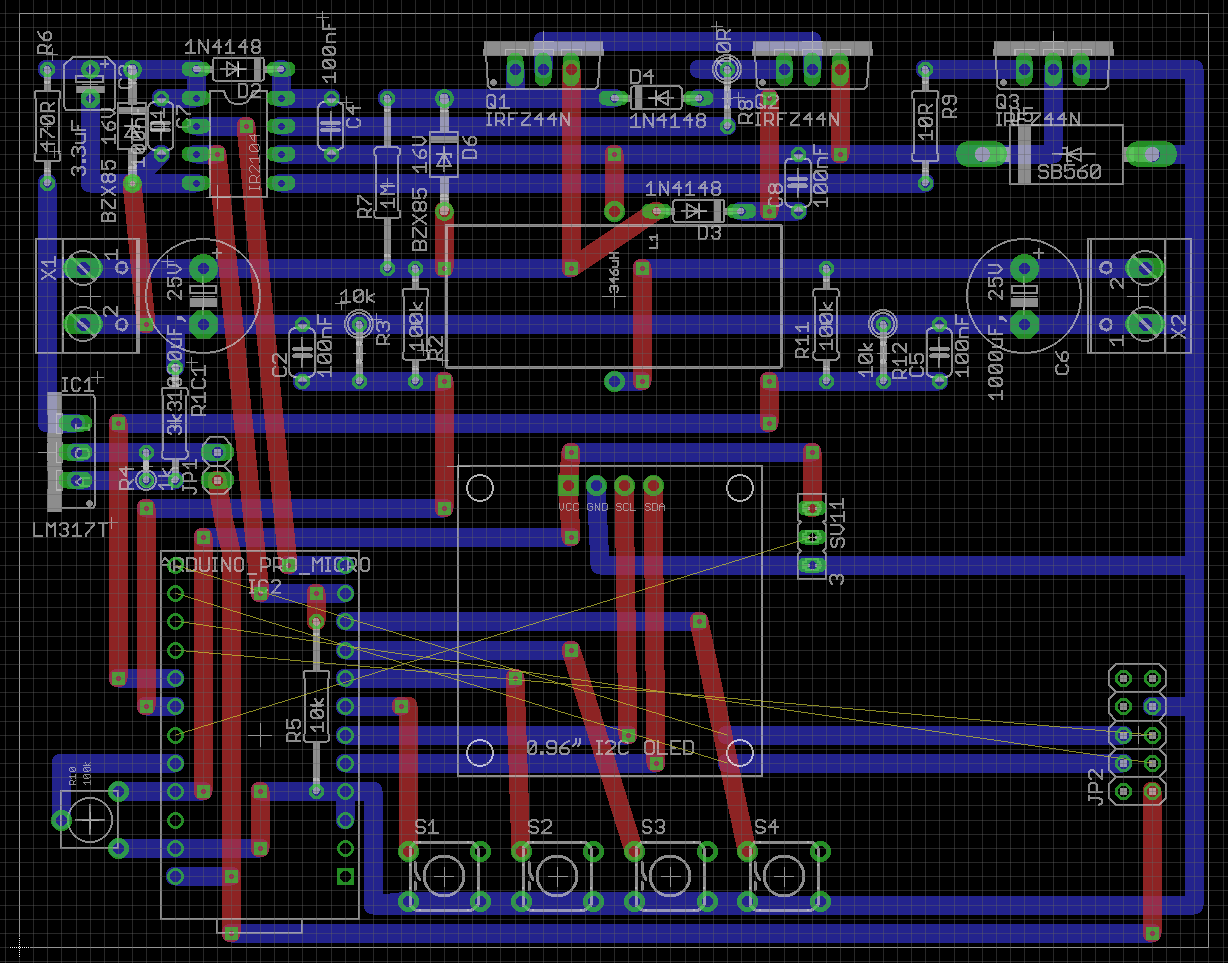 R6
1N4148
100nF
0R
C3
D2
C4
D4
Q1
IRFZ44N
1N4148
R8
Q2
IRFZ44N
10R
R9
Q3
IRFZ44N
SB560
470R
3.3uF
BZX85 16V
100nF
C7
IR2104
R7
1M
BZX85 16V
D6
1N4148
D3
C8
100nF
X1
1
2
25V
10k
C2
100nF
R3
100k
R2
L1
316uH
R11
100k
10k
R12
C5
100nF
1000uF, 25V
C6
2
1
X2
IC1
3k3
R1
R4
1k
JP1
LM317T
VCC GND SCL SDA
SV1
1
3
ARDUINO_PRO_MICRO
IC2
R5
10k
0.96" I2C OLED
R10
100k
JP2
S1
S2
S3
S4